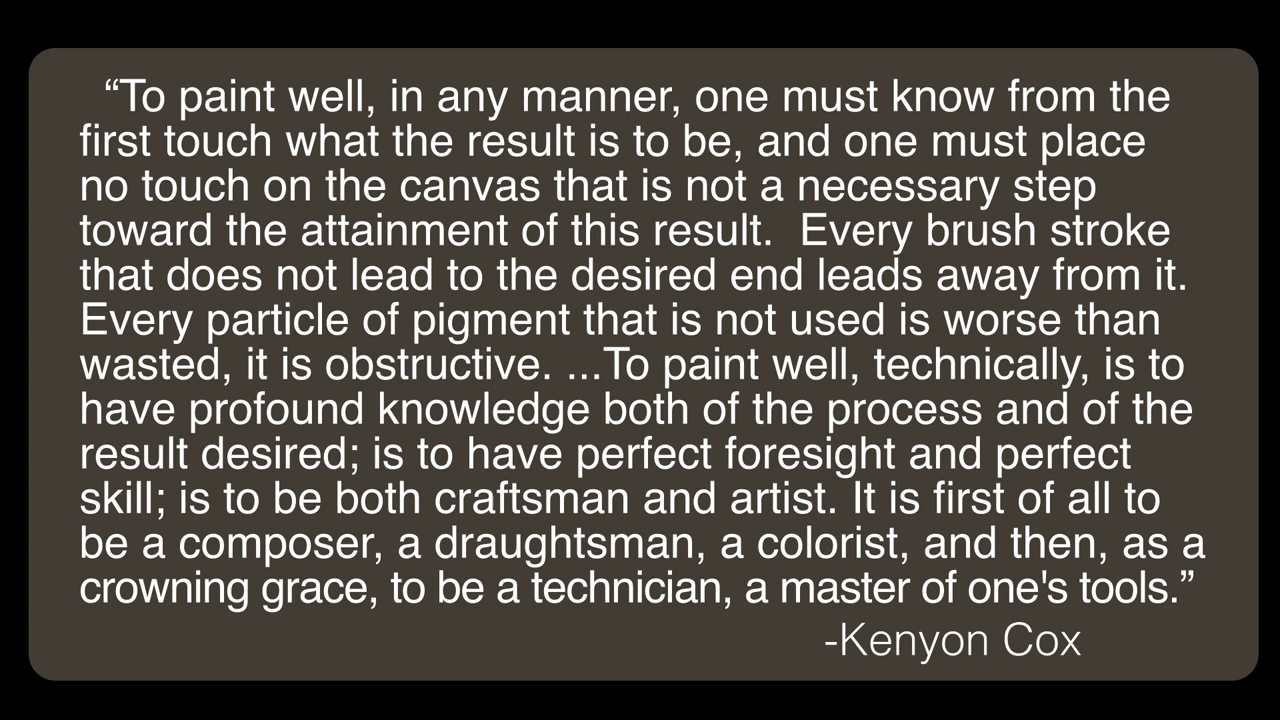 “To paint well, in any manner, one must know from the
first touch what the result is to be, and one must place
no touch on the canvas that is not a necessary step
toward the attainment of this result.  Every brush stroke
that does not lead to the desired end leads away from it.
Every particle of pigment that is not used is worse than
wasted, it is obstructive. ...To paint well, technically, is to
have profound knowledge both of the process and of the
result desired; is to have perfect foresight and perfect
skill; is to be both craftsman and artist. It is first of all to
be a composer, a draughtsman, a colorist, and then, as a
crowning grace, to be a technician, a master of one's tools.”
-Kenyon Cox